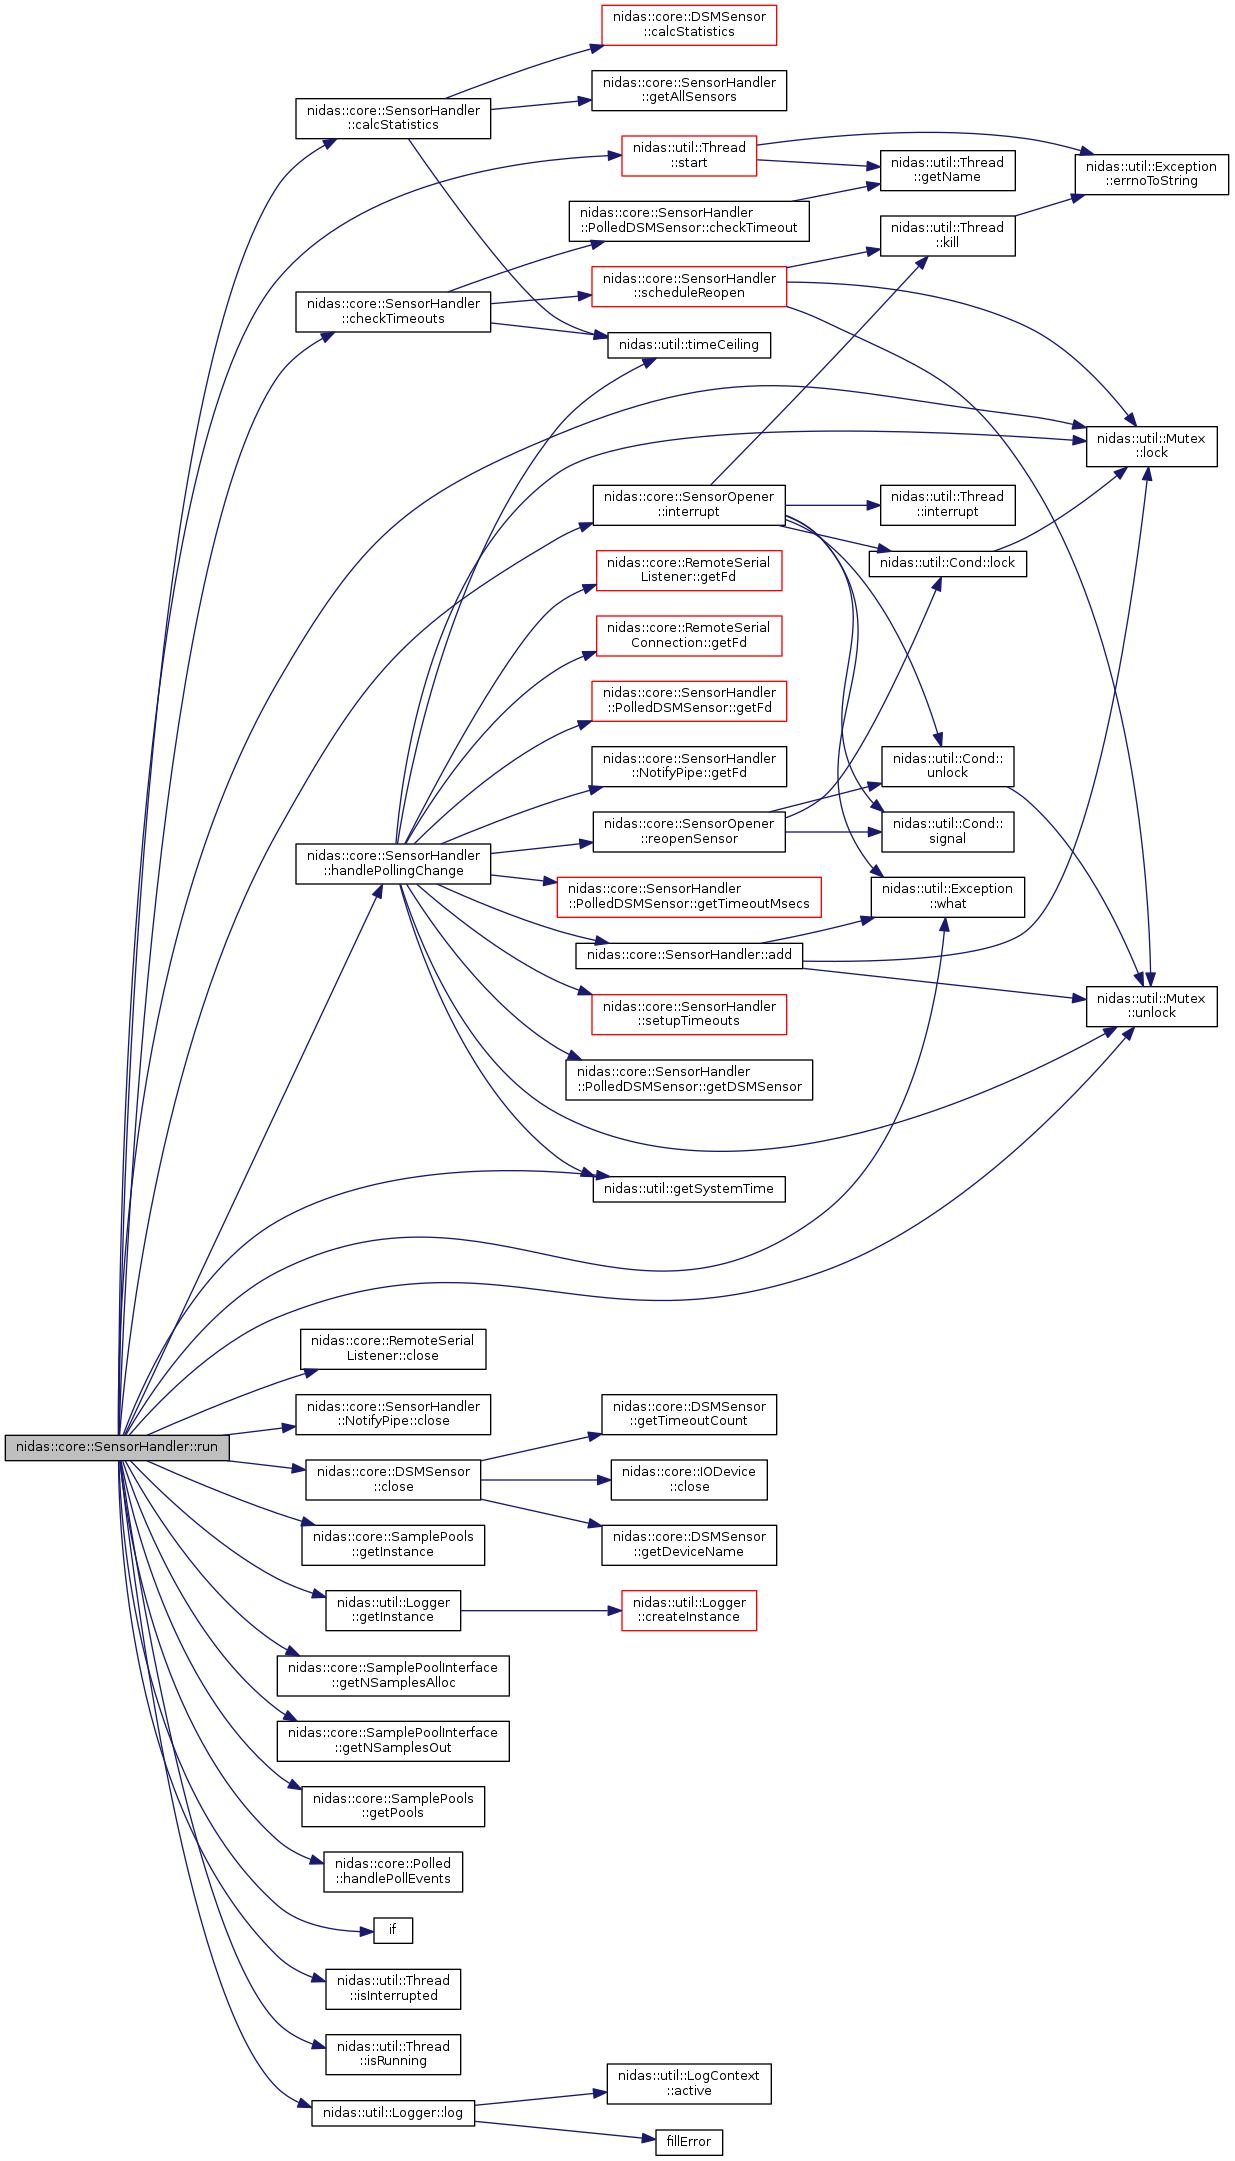 nidas::core::DSMSensor
::calcStatistics
nidas::core::SensorHandler
::getAllSensors
nidas::core::SensorHandler
::calcStatistics
nidas::util::Thread
::start
nidas::util::Thread
::getName
nidas::util::Exception
::errnoToString
nidas::core::SensorHandler
::PolledDSMSensor::checkTimeout
nidas::util::Thread
::kill
nidas::core::SensorHandler
::scheduleReopen
nidas::core::SensorHandler
::checkTimeouts
nidas::util::timeCeiling
nidas::util::Mutex
::lock
nidas::core::SensorOpener
::interrupt
nidas::util::Thread
::interrupt
nidas::util::Cond::lock
nidas::core::RemoteSerial
Listener::getFd
nidas::core::RemoteSerial
Connection::getFd
nidas::core::SensorHandler
::PolledDSMSensor::getFd
nidas::core::SensorHandler
::NotifyPipe::getFd
nidas::util::Cond::
unlock
nidas::core::SensorOpener
::reopenSensor
nidas::util::Cond::
signal
nidas::core::SensorHandler
::handlePollingChange
nidas::core::SensorHandler
::PolledDSMSensor::getTimeoutMsecs
nidas::util::Exception
::what
nidas::core::SensorHandler::add
nidas::core::SensorHandler
::setupTimeouts
nidas::util::Mutex
::unlock
nidas::core::SensorHandler
::PolledDSMSensor::getDSMSensor
nidas::util::getSystemTime
nidas::core::RemoteSerial
Listener::close
nidas::core::SensorHandler
::NotifyPipe::close
nidas::core::DSMSensor
::getTimeoutCount
nidas::core::SensorHandler::run
nidas::core::DSMSensor
::close
nidas::core::IODevice
::close
nidas::core::SamplePools
::getInstance
nidas::core::DSMSensor
::getDeviceName
nidas::util::Logger
::getInstance
nidas::util::Logger
::createInstance
nidas::core::SamplePoolInterface
::getNSamplesAlloc
nidas::core::SamplePoolInterface
::getNSamplesOut
nidas::core::SamplePools
::getPools
nidas::core::Polled
::handlePollEvents
if
nidas::util::Thread
::isInterrupted
nidas::util::Thread
::isRunning
nidas::util::LogContext
::active
nidas::util::Logger::log
fillError